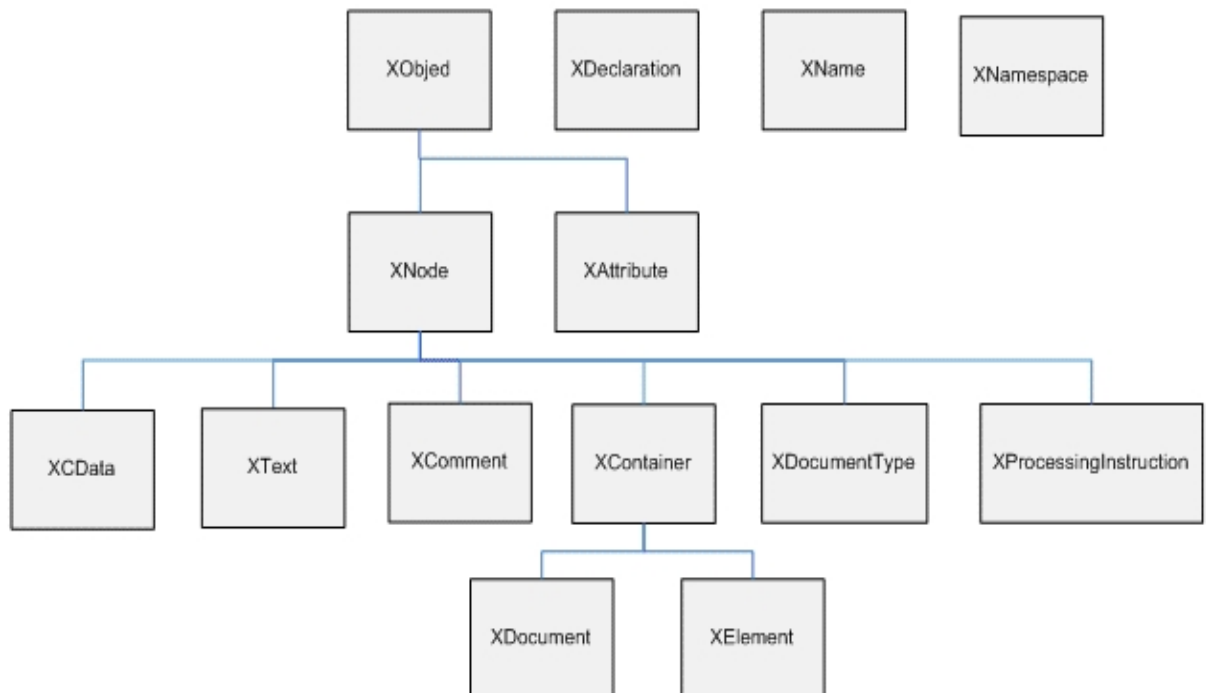 XObjed
XDeclaration
XName
XNamespace
XNode
XAttribute
XCData
XText
XComment
XContainer
XDocumentType
XProcessingInstruction
XDocument
XElement